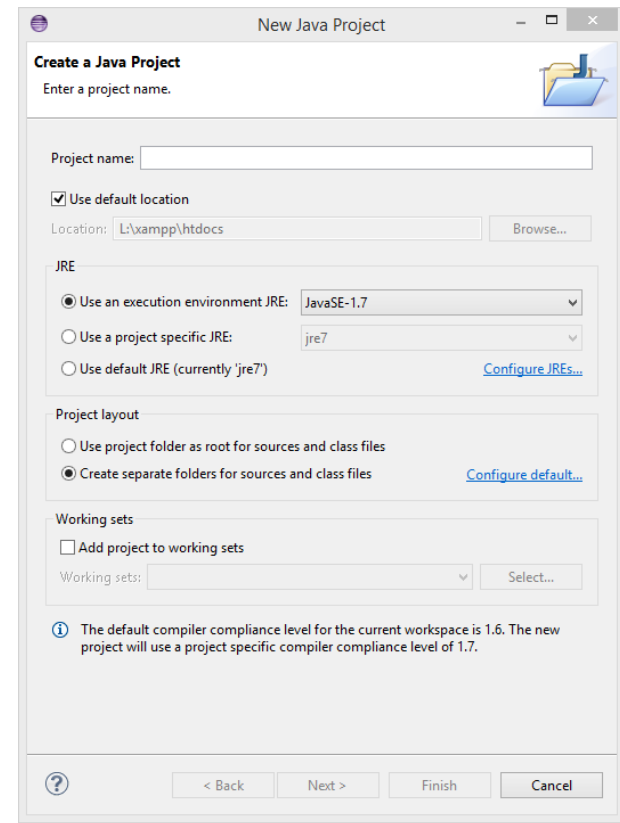 New Java Project
Create a Java Project
Enter a project name.
Project name:
Use default location
Location: L:\xampp\htdocs Browse...
JRE
Use an execution environment JRE: JavaSE-1.7
Use a project specific JRE: jre7
Use default JRE (currently 'jre7') Configure JREs...
Project layout
Use project folder as root for sources and class files
Create separate folders for sources and class files Configure default...
Working sets
Add project to working sets
Working sets: Select...
The default compiler compliance level for the current workspace is 1.6. The new
project will use a project specific compiler compliance level of 1.7.
? < Back Next > Finish Cancel